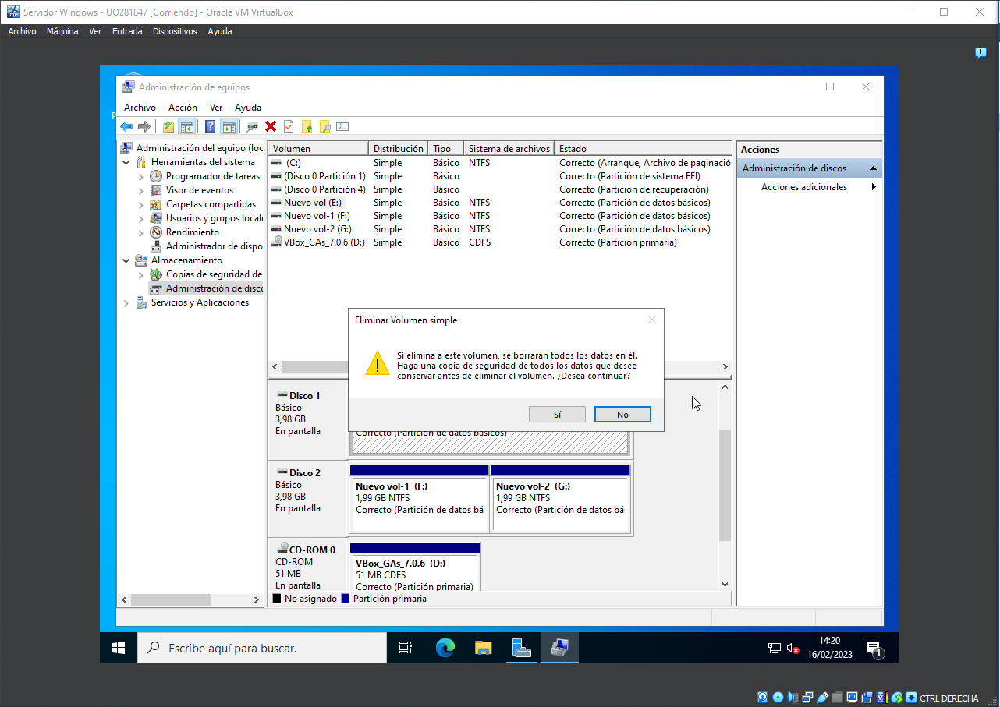 Servidor Windows - UO281847 [Corriendo] - Oracle VM VirtualBox
Archivo Máquina Ver Entrada Dispositivos Ayuda
Administración de equipos
Archivo Acción Ver Ayuda
Administración del equipo (loc
Herramientas del sistema
Programador de tareas
Visor de eventos
Carpetas compartidas
Usuarios y grupos locale
Rendimiento
Administrador de dispo
Almacenamiento
Copias de seguridad de
Administración de disco
Servicios y Aplicaciones
Volumen Distribución Tipo Sistema de archivos Estado
(C:) Simple Básico NTFS Correcto (Arranque, Archivo de paginació
(Disco 0 Partición 1) Simple Básico Correcto (Partición de sistema EFI)
(Disco 0 Partición 4) Simple Básico Correcto (Partición de recuperación)
Nuevo vol (E:) Simple Básico NTFS Correcto (Partición de datos básicos)
Nuevo vol-1 (F:) Simple Básico NTFS Correcto (Partición de datos básicos)
Nuevo vol-2 (G:) Simple Básico NTFS Correcto (Partición de datos básicos)
VBox_GAs_7.0.6 (D:) Simple Básico CDFS Correcto (Partición primaria)
Acciones
Administración de discos
Acciones adicionales
Eliminar Volumen simple
Si elimina a este volumen, se borrarán todos los datos en él.
Haga una copia de seguridad de todos los datos que desee
conservar antes de eliminar el volumen. ¿Desea continuar?
Sí No
Disco 1
Básico
3,98 GB
En pantalla
Correcto (Partición de datos básicos)
Disco 2
Básico
3,98 GB
En pantalla
Nuevo vol-1 (F:)
1,99 GB NTFS
Correcto (Partición de datos bá
Nuevo vol-2 (G:)
1,99 GB NTFS
Correcto (Partición de datos bá
CD-ROM 0
CD-ROM
51 MB
En pantalla
VBox_GAs_7.0.6 (D:)
51 MB CDFS
Correcto (Partición primaria)
No asignado Partición primaria
Escribe aquí para buscar.
14:20
16/02/2023
1
CTRL DERECHA